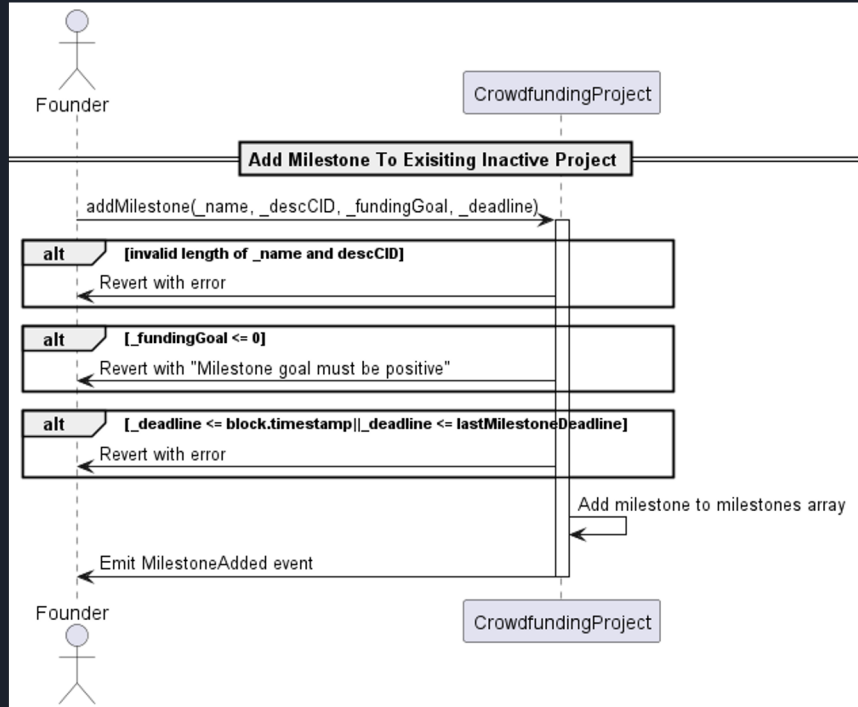 Founder
CrowdfundingProject
Add Milestone To Exisiting Inactive Project
addMilestone(_name, _descCID, _fundingGoal, _deadline)
alt [invalid length of _name and descCID]
Revert with error
alt [_fundingGoal <= 0]
Revert with "Milestone goal must be positive"
alt [_deadline <= block.timestamp||_deadline <= lastMilestoneDeadline]
Revert with error
Add milestone to milestones array
Emit MilestoneAdded event
Founder
CrowdfundingProject